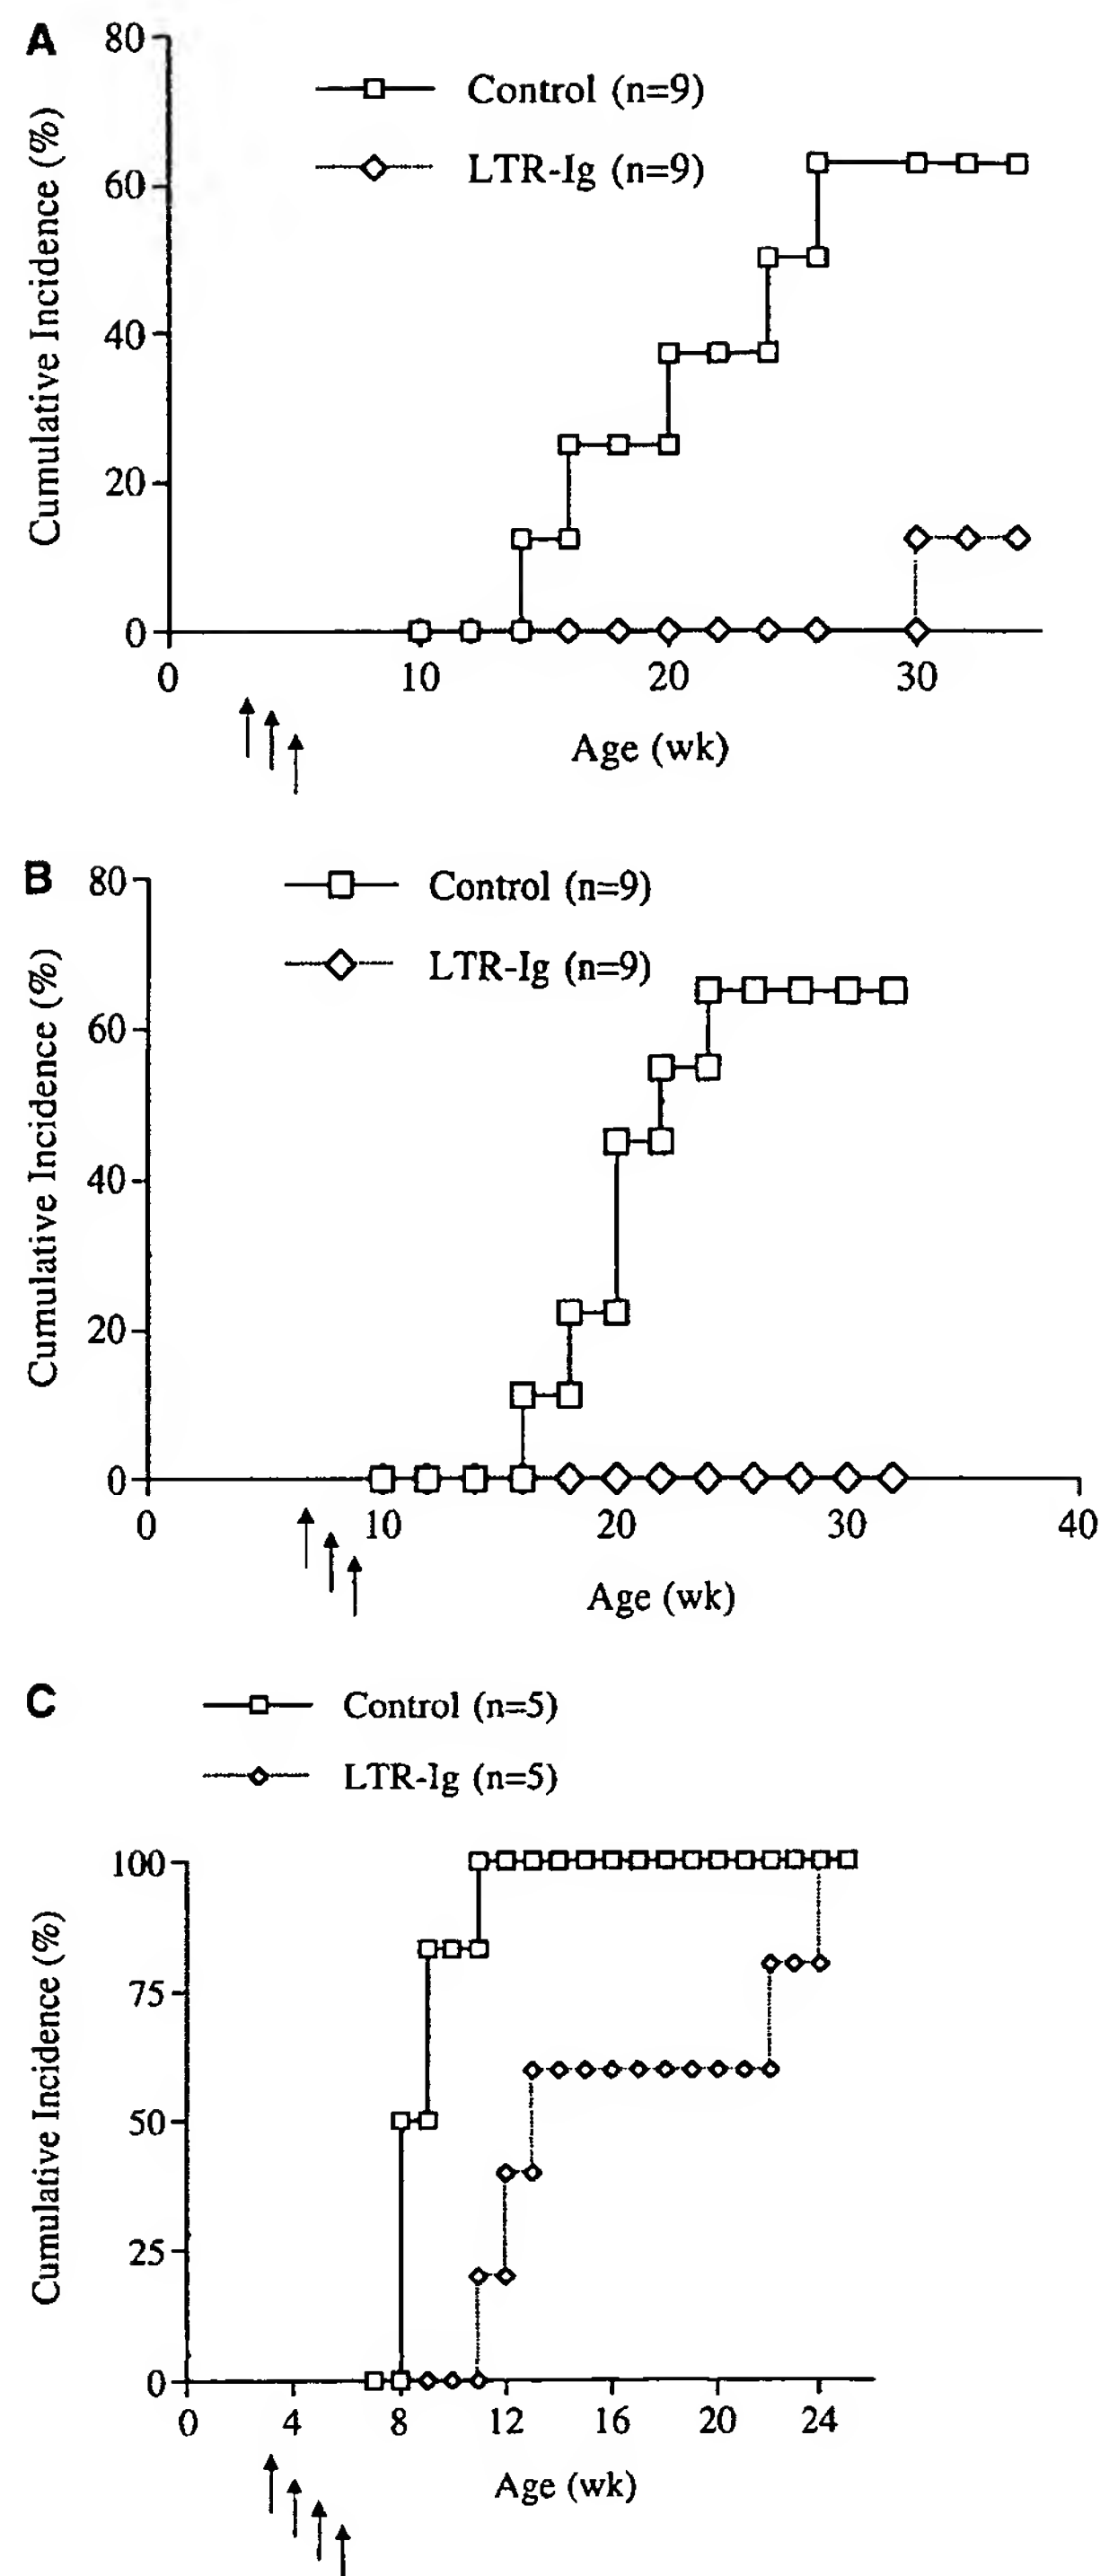 A
80
60
40
20
0
Cumulative Incidence (%)
Control (n=9)
LTR-Ig (n=9)
0 10 20 30
Age (wk)
B
80
60
40
20
0
Cumulative Incidence (%)
Control (n=9)
LTR-Ig (n=9)
0 10 20 30 40
Age (wk)
C
Control (n=5)
LTR-Ig (n=5)
100
75
50
25
0
Cumulative Incidence (%)
0 4 8 12 16 20 24
Age (wk)